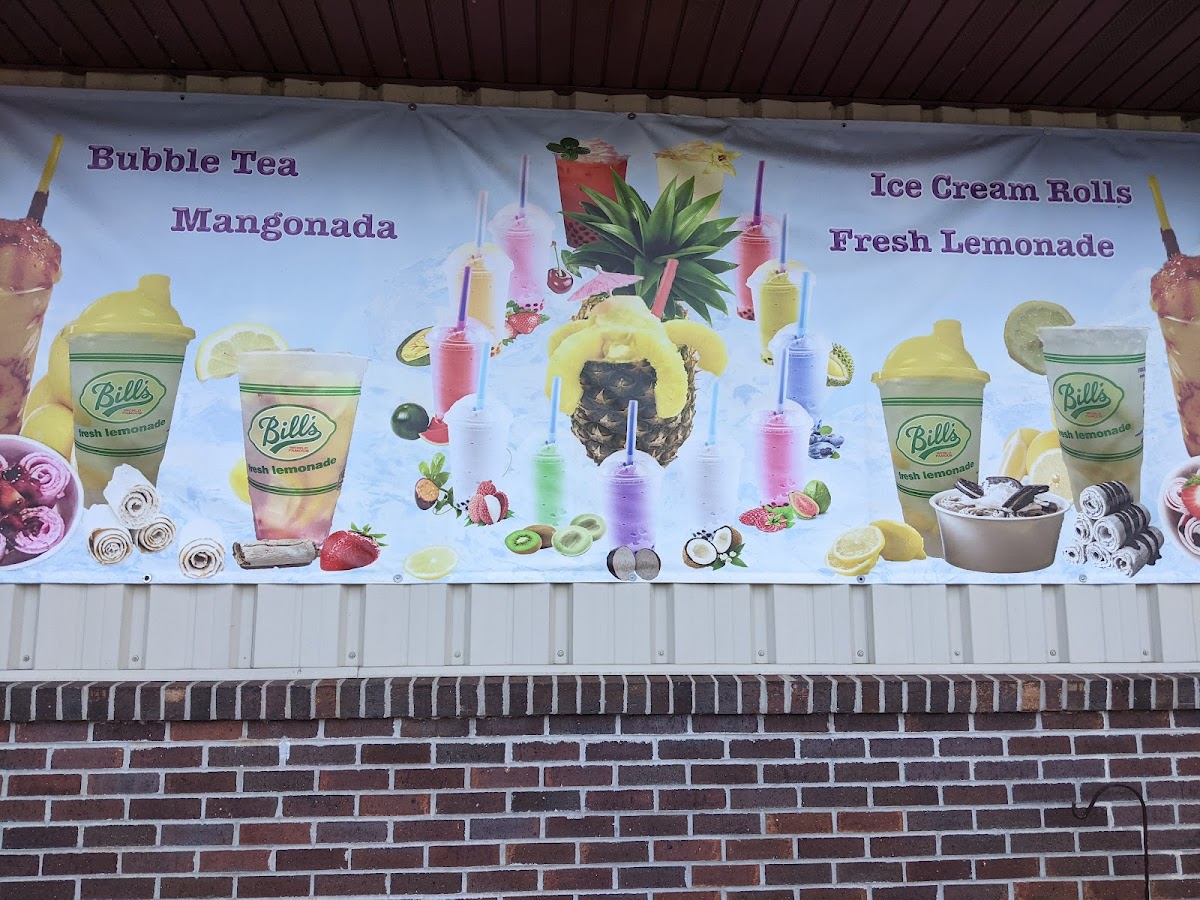 Bubble Tea
Mangonada
Ice Cream Rolls
Fresh Lemonade
Bill's
fresh lemonade
Bill's
fresh lemonade
Bill's
fresh lemonade
Bill's
fresh lemonade